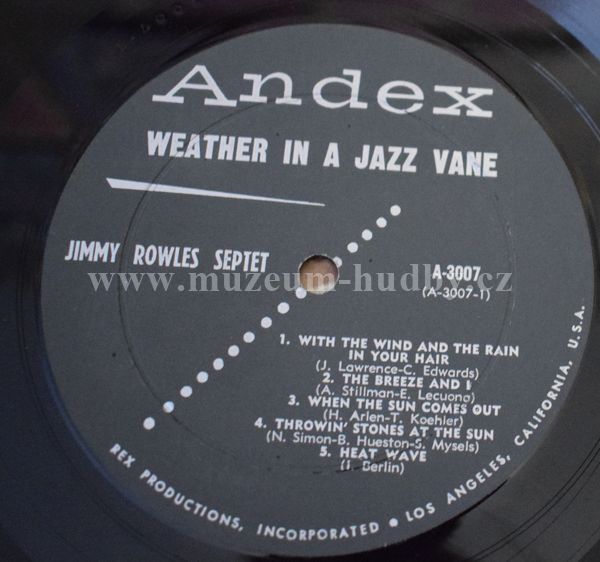 Andex
WEATHER IN A JAZZ VANE
JIMMY ROWLES SEPTET
A-3007
(A-3007-1)
www.muzeum-hudby.cz
1. WITH THE WIND AND THE RAIN
IN YOUR HAIR
(J. Lawrence-C. Edwards)
2. THE BREEZE AND I
(A. Stillman-E. Lecuona)
3. WHEN THE SUN COMES OUT
(H. Arlen-T. Koehler)
4. THROWIN' STONES AT THE SUN
(N. Simon-B. Hueston-S. Mysels)
5. HEAT WAVE
(I. Berlin)
REX PRODUCTIONS, INCORPORATED • LOS ANGELES, CALIFORNIA, U.S.A.